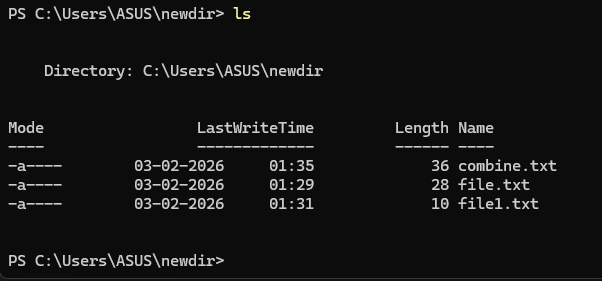 PS C:\Users\ASUS\newdir> ls
Directory: C:\Users\ASUS\newdir
Mode LastWriteTime Length Name
---- ------------- ------ ----
-a---- 03-02-2026 01:35 36 combine.txt
-a---- 03-02-2026 01:29 28 file.txt
-a---- 03-02-2026 01:31 10 file1.txt
PS C:\Users\ASUS\newdir>